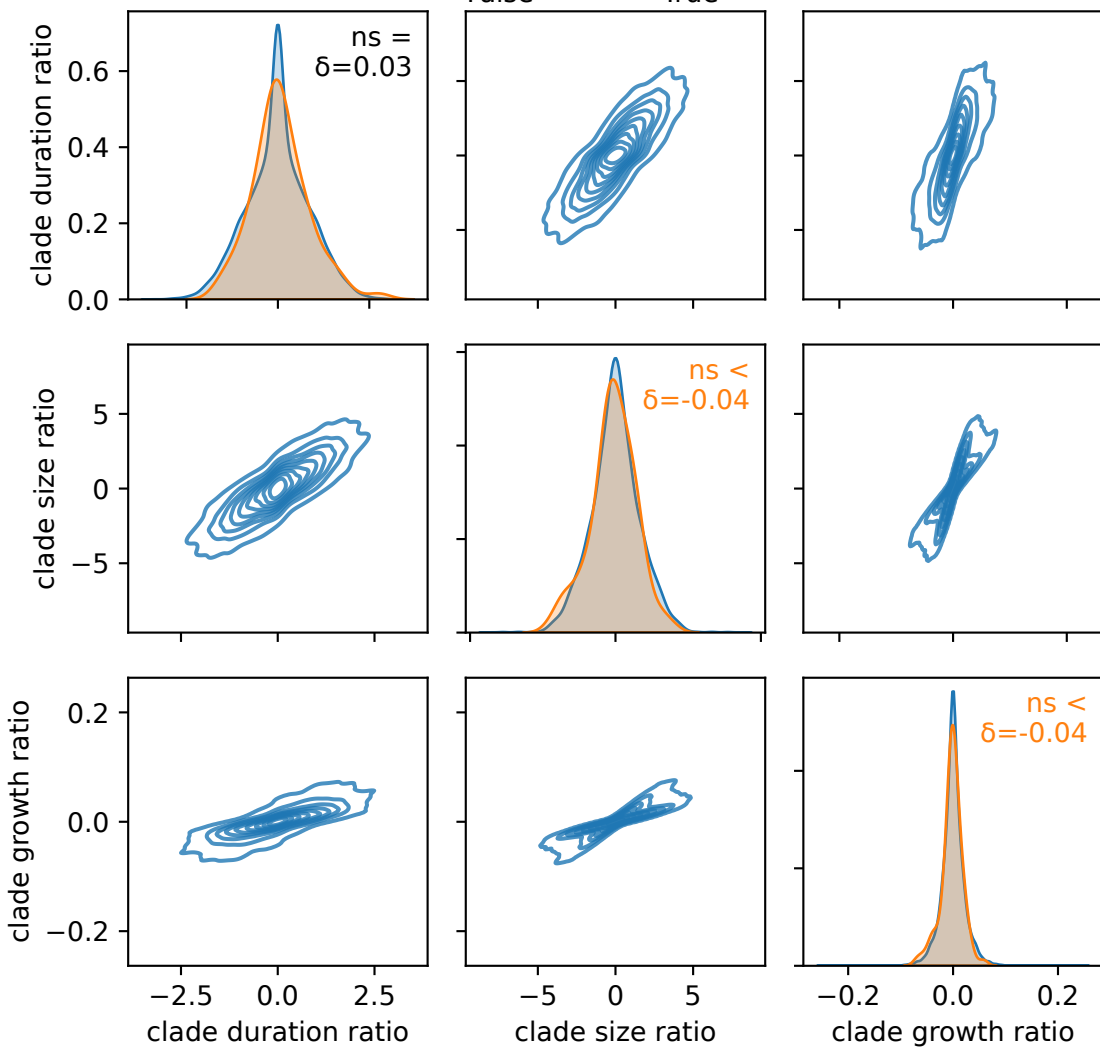 clade duration ratio
0.6
0.4
0.2
0.0
ns =
δ=0.03
clade size ratio
5
0
−5
ns <
δ=-0.04
clade growth ratio
0.2
0.0
−0.2
ns <
δ=-0.04
−2.5 0.0 2.5
−5 0 5
−0.2 0.0 0.2
clade duration ratio
clade size ratio
clade growth ratio